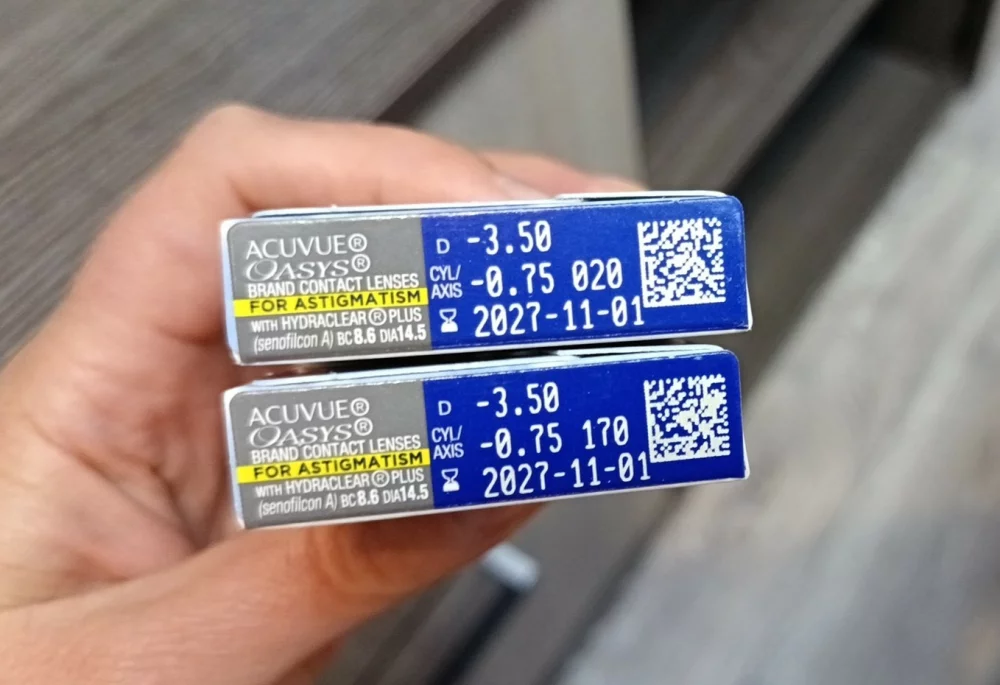 ACUVUE®
OASYS®
BRAND CONTACT LENSES
FOR ASTIGMATISM
WITH HYDRACLEAR® PLUS
(senofilcon A) BC 8.6 DIA 14.5
D -3.50
CYL/AXIS -0.75 020
2027-11-01
ACUVUE®
OASYS®
BRAND CONTACT LENSES
FOR ASTIGMATISM
WITH HYDRACLEAR® PLUS
(senofilcon A) BC 8.6 DIA 14.5
D -3.50
CYL/AXIS -0.75 170
2027-11-01